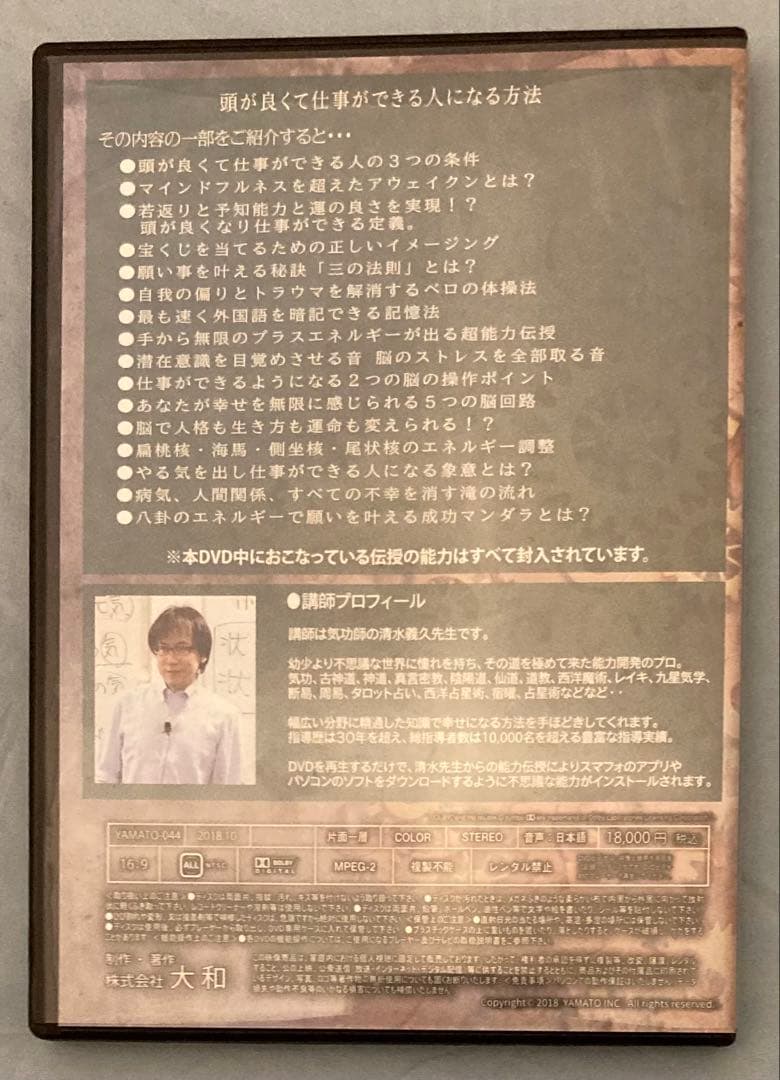 頭が良くて仕事ができる人になる方法
その内容の一部をご紹介すると・・・
●頭が良くて仕事ができる人の３つの条件
●マインドフルネスを超えたアウェイクンとは？
●若返りと予知能力と運の良さを実現！？
頭が良くなり仕事ができる定義。
●宝くじを当てるための正しいイメージング
●願い事を叶える秘訣「三の法則」とは？
●自我の偏りとトラウマを解消するベロの体操法
●最も速く外国語を暗記できる記憶法
●手から無限のプラスエネルギーが出る超能力伝授
●潜在意識を目覚めさせる音 脳のストレスを全部取る音
●仕事ができるようになる２つの脳の操作ポイント
●あなたが幸せを無限に感じられる５つの脳回路
●脳で人格も生き方も運命も変えられる！？
●扁桃核・海馬・側坐核・尾状核のエネルギー調整
●やる気を出し仕事ができる人になる象意とは？
●病気、人間関係、すべての不幸を消す滝の流れ
●八卦のエネルギーで願いを叶える成功マンダラとは？
※本DVD中におこなっている伝授の能力はすべて封入されています。
●講師プロフィール
講師は気功師の清水義久先生です。
幼少より不思議な世界に憧れを持ち、その道を極めて来た能力開発のプロ。
気功、古神道、神道、真言密教、陰陽道、仙道、道教、西洋魔術、レイキ、九星気学、
断易、周易、タロット占い、西洋占星術、宿曜、占星術などなど・・
幅広い分野に精通した知識で幸せになる方法を手ほどきしてくれます。
指導歴は30年を超え、総指導者数は10,000名を超える豊富な指導実績。
DVDを再生するだけで、清水先生からの能力伝授によりスマフォのアプリや
パソコンのソフトをダウンロードするように不思議な能力がインストールされます。
YAMATO-044 2018.10 片面一層 COLOR STEREO 音声：日本語 18,000円 税込
16:9 ALL NTSC DOLBY DIGITAL MPEG-2 複製不能 レンタル禁止
制作・著作
株式会社 大和
Copyright© 2018 YAMATO INC. All rights reserved.